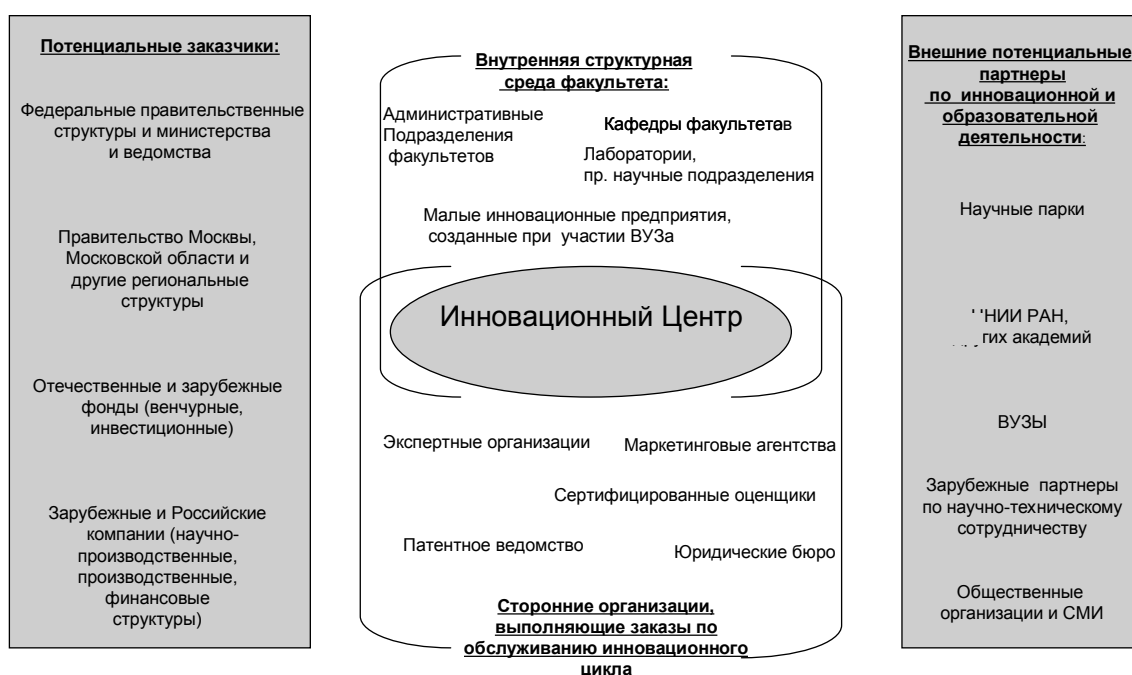 Потенциальные заказчики:
Федеральные правительственные
структуры и министерства
и ведомства
Правительство Москвы,
Московской области и
другие региональные
структуры
Отечественные и зарубежные
фонды (венчурные,
инвестиционные)
Зарубежные и Российские
компании (научно-
производственные,
производственные,
финансовые
структуры)
Внутренняя структурная
среда факультета:
Административные
Подразделения
факультетов
Кафедры факультетов
Лаборатории,
пр. научные подразделения
Малые инновационные предприятия,
созданные при участии ВУЗа
Инновационный Центр
Экспертные организации
Маркетинговые агентства
Сертифицированные оценщики
Патентное ведомство
Юридические бюро
Сторонние организации,
выполняющие заказы по
обслуживанию инновационного
цикла
Внешние потенциальные
партнеры
по инновационной и
образовательной
деятельности:
Научные парки
НИИ РАН,
академий
ВУЗЫ
Зарубежные партнеры
по научно-техническому
сотрудничеству
Общественные
организации и СМИ